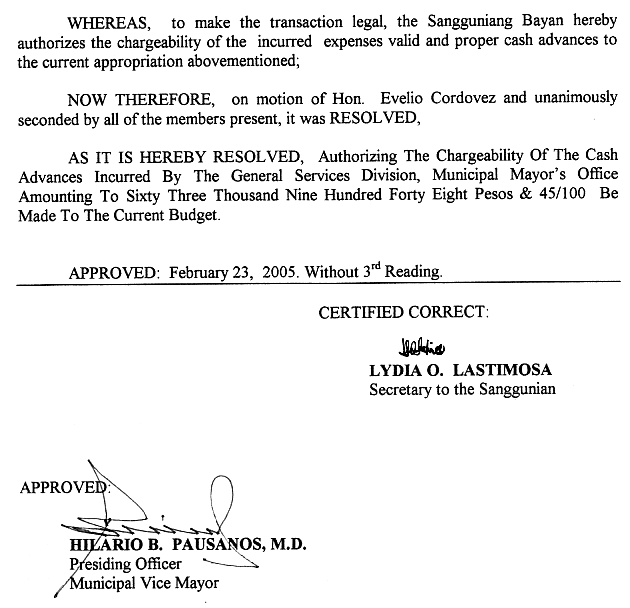 WHEREAS, to make the transaction legal, the Sangguniang Bayan hereby
authorizes the chargeability of the incurred expenses valid and proper cash advances to
the current appropriation abovementioned;
NOW THEREFORE, on motion of Hon. Evelio Cordovez and unanimously
seconded by all of the members present, it was RESOLVED,
AS IT IS HEREBY RESOLVED, Authorizing The Chargeability Of The Cash
Advances Incurred By The General Services Division, Municipal Mayor's Office
Amounting To Sixty Three Thousand Nine Hundred Forty Eight Pesos & 45/100 Be
Made To The Current Budget.
APPROVED: February 23, 2005. Without 3rd Reading.
CERTIFIED CORRECT:
LYDIA O. LASTIMOSA
Secretary to the Sanggunian
APPROVED:
HILARIO B. PAUSANOS, M.D.
Presiding Officer
Municipal Vice Mayor